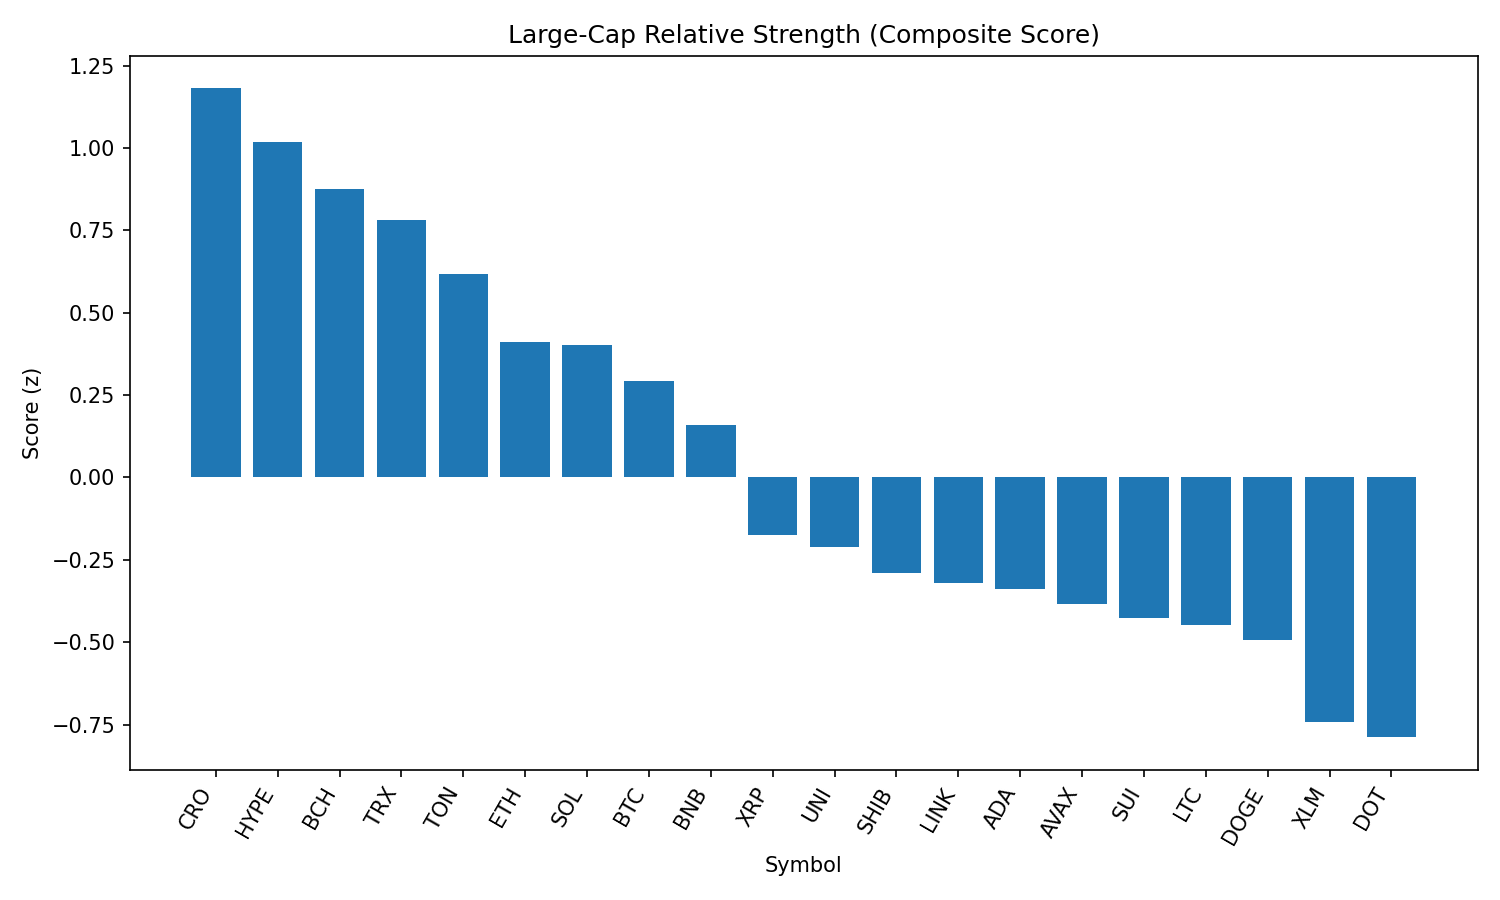 Large-Cap Relative Strength (Composite Score)
1.25
1.00
0.75
0.50
0.25
0.00
−0.25
−0.50
−0.75
Score (z)
CRO
HYPE
BCH
TRX
TON
ETH
SOL
BTC
BNB
XRP
UNI
SHIB
LINK
ADA
AVAX
SUI
LTC
DOGE
XLM
DOT
Symbol